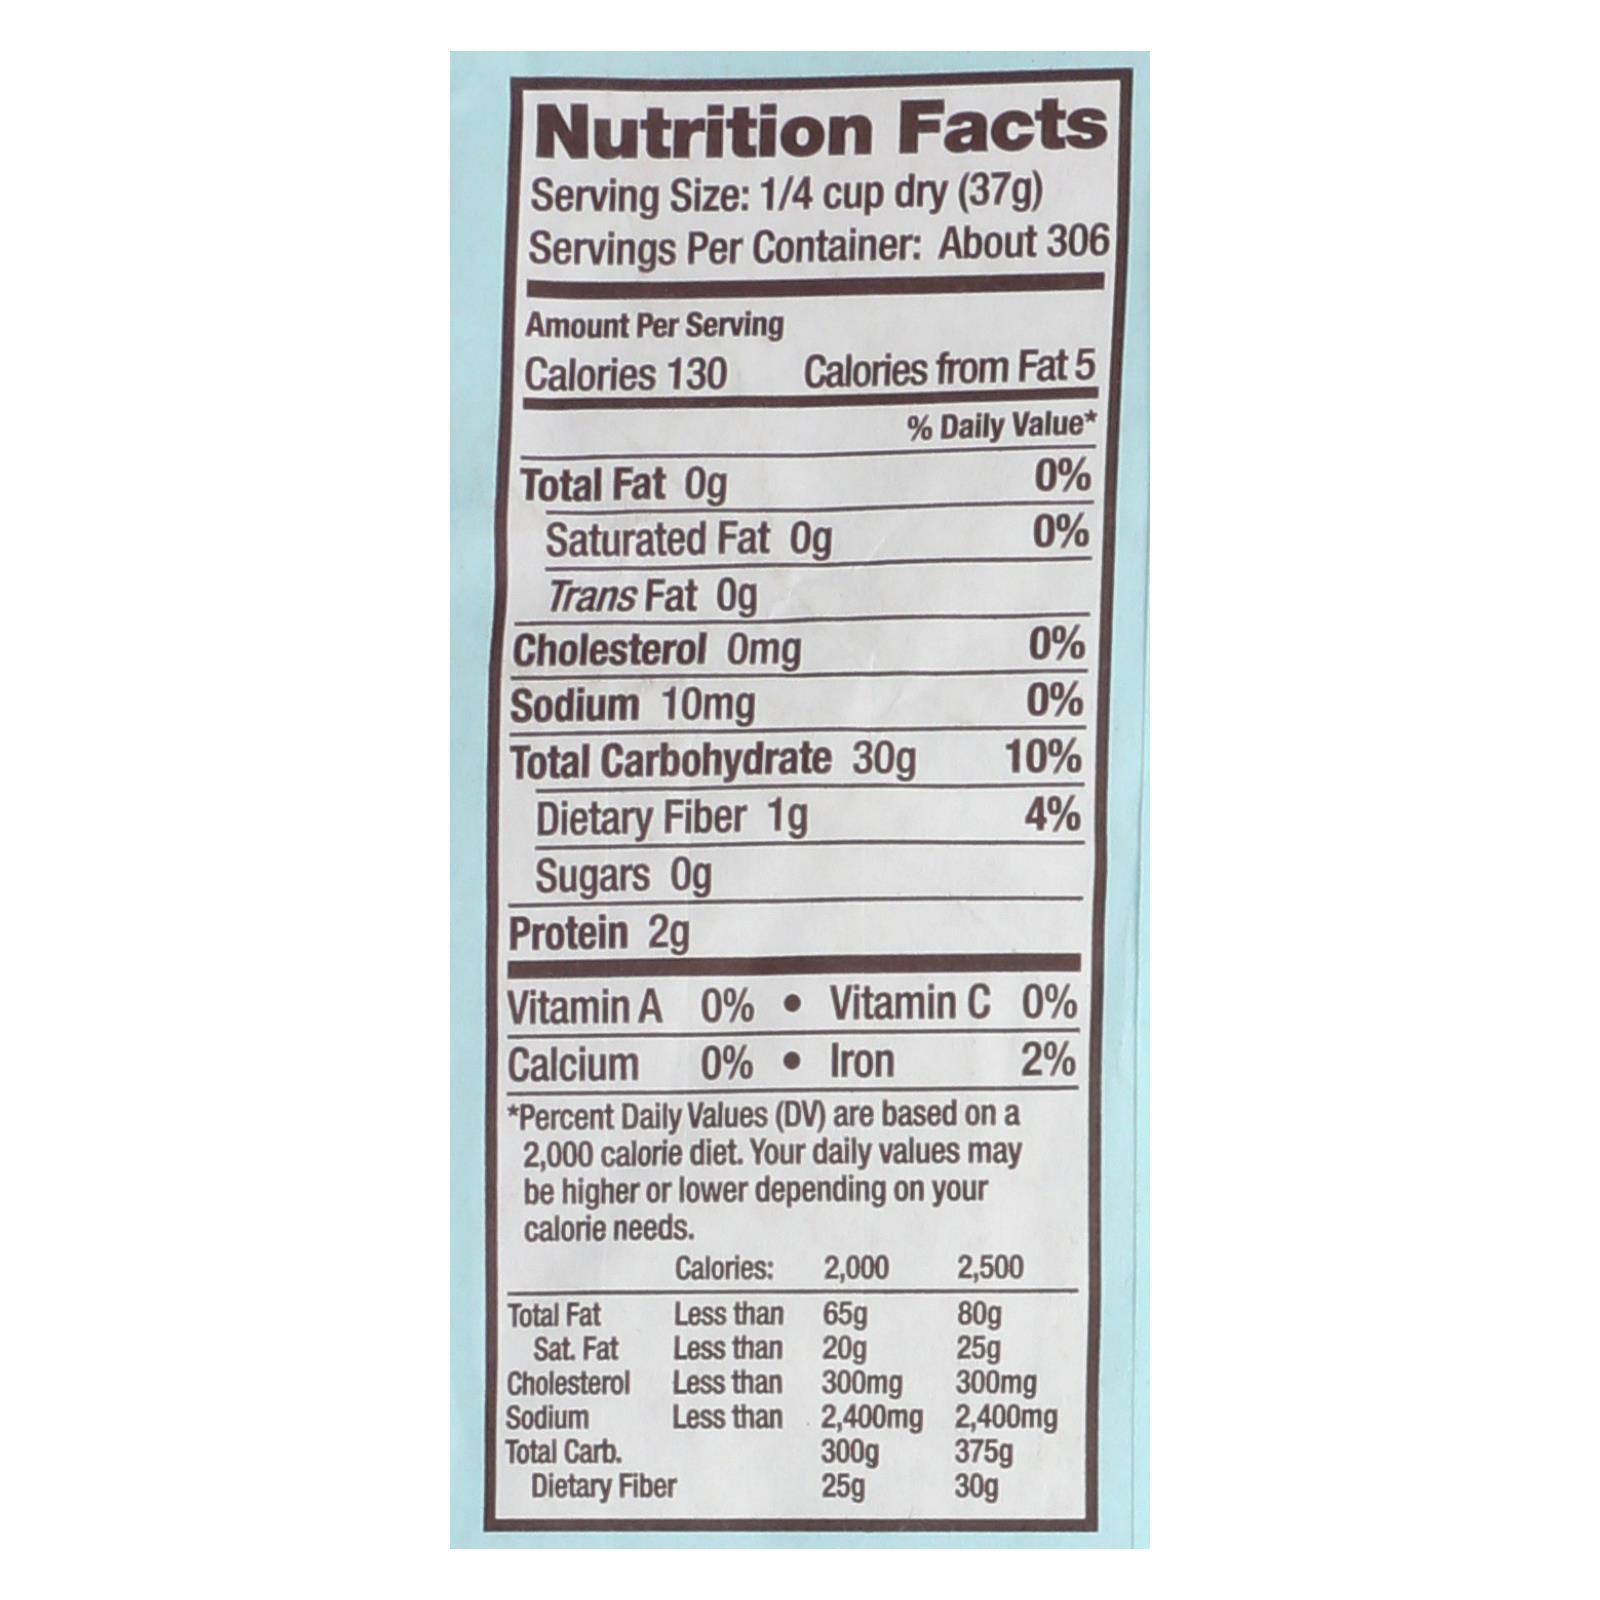 Nutrition Facts
Serving Size: 1/4 cup dry (37g)
Servings Per Container: About 306
Amount Per Serving
Calories 130 Calories from Fat 5
% Daily Value*
Total Fat 0g 0%
Saturated Fat 0g 0%
Trans Fat 0g
Cholesterol 0mg 0%
Sodium 10mg 0%
Total Carbohydrate 30g 10%
Dietary Fiber 1g 4%
Sugars 0g
Protein 2g
Vitamin A 0% • Vitamin C 0%
Calcium 0% • Iron 2%
*Percent Daily Values (DV) are based on a
2,000 calorie diet. Your daily values may
be higher or lower depending on your
calorie needs.
Calories: 2,000 2,500
Total Fat Less than 65g 80g
Sat. Fat Less than 20g 25g
Cholesterol Less than 300mg 300mg
Sodium Less than 2,400mg 2,400mg
Total Carb. 300g 375g
Dietary Fiber 25g 30g